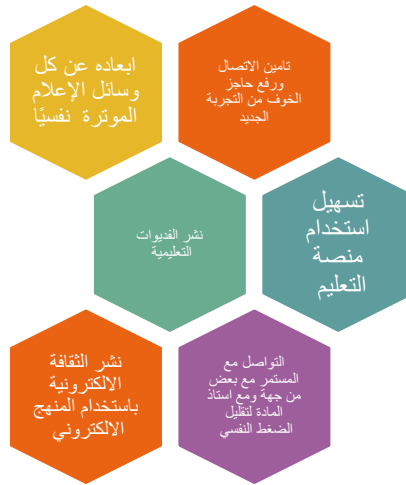 تامين الاتصال
ورفع حاجز
الخوف من التجربة
الجديد
ابعاده عن كل
وسائل الإعلام
الموترة نفسيًا
تسهيل
استخدام
منصة
التعليم
نشر الفديوات
التعليمية
التواصل مع
المستمر مع بعض
من جهة ومع استاذ
المادة لتقليل
الضغط النفسي
نشر الثقافة
الالكترونية
باستخدام المنهج
الالكتروني